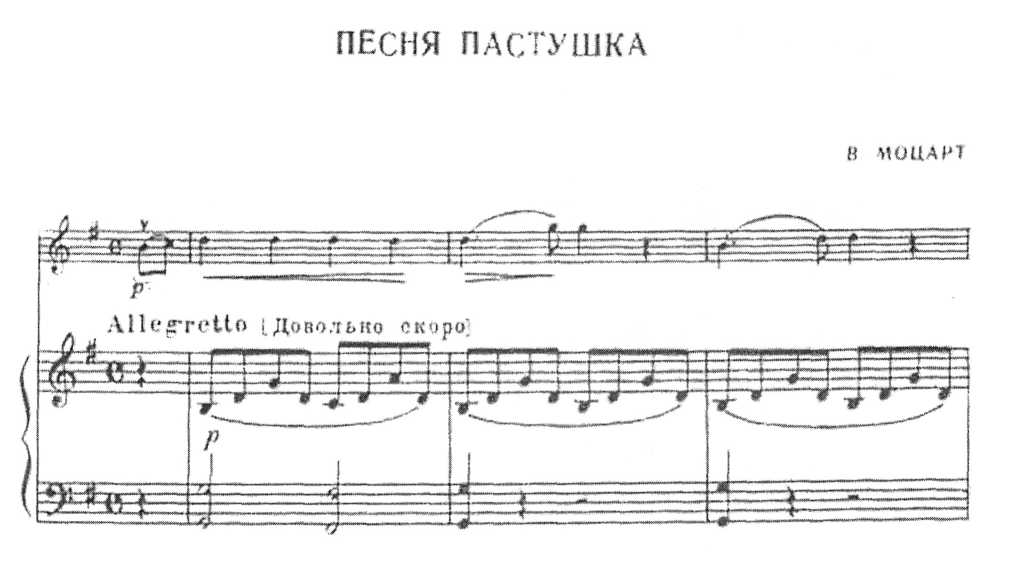 ПЕСНЯ ПАСТУШКА
В МОЦАРТ
p
Allegretto [Довольно скоро]
p